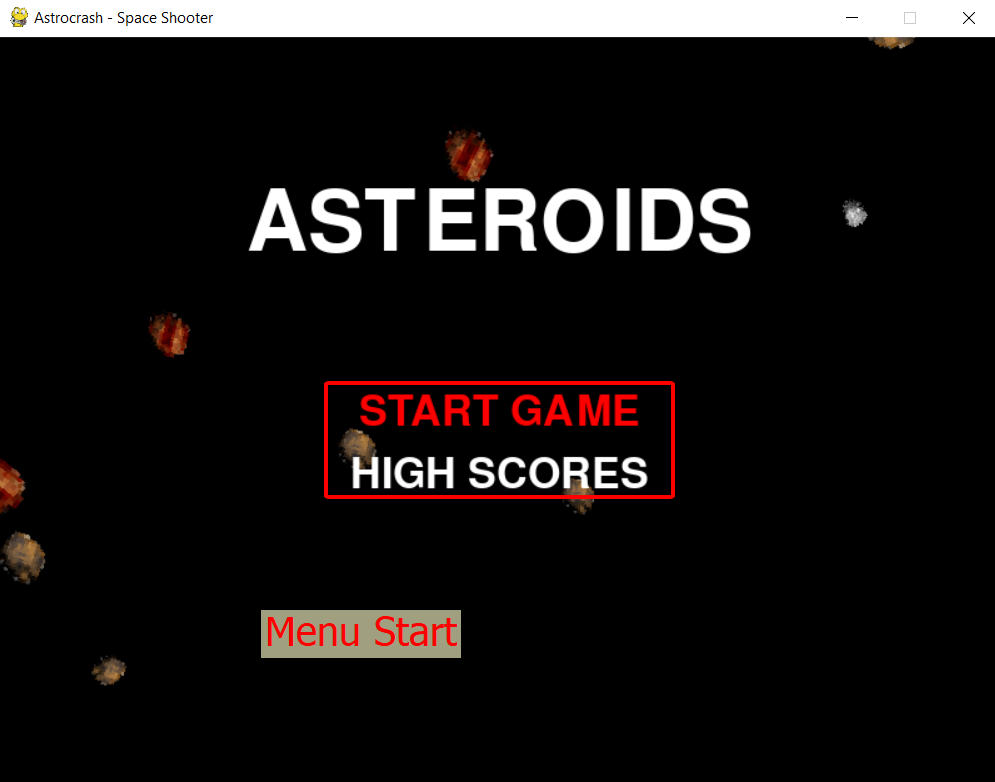 Astrocrash - Space Shooter
ASTEROIDS
START GAME
HIGH SCORES
Menu Start